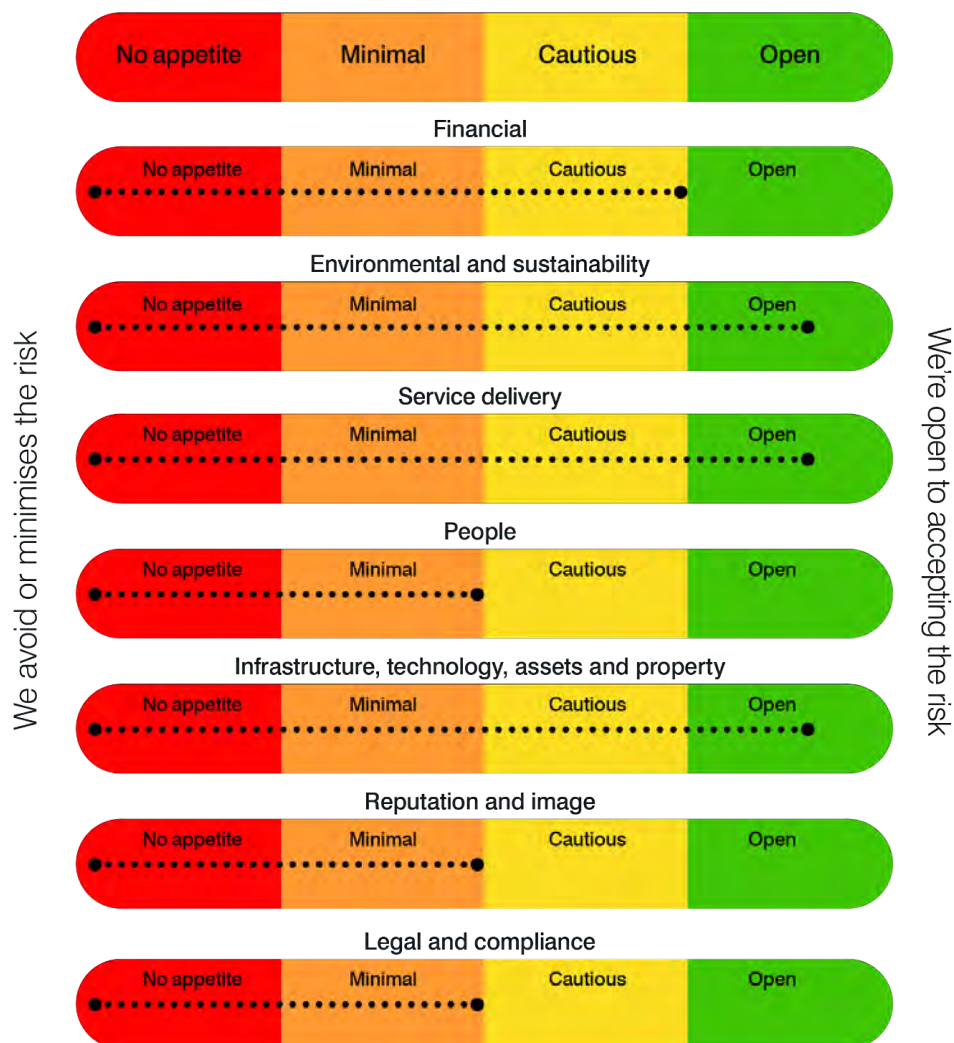 No appetite Minimal Cautious Open
Financial
No appetite Minimal Cautious Open
Environmental and sustainability
No appetite Minimal Cautious Open
Service delivery
No appetite Minimal Cautious Open
People
No appetite Minimal Cautious Open
Infrastructure, technology, assets and property
No appetite Minimal Cautious Open
Reputation and image
No appetite Minimal Cautious Open
Legal and compliance
No appetite Minimal Cautious Open
We avoid or minimises the risk
We're open to accepting the risk